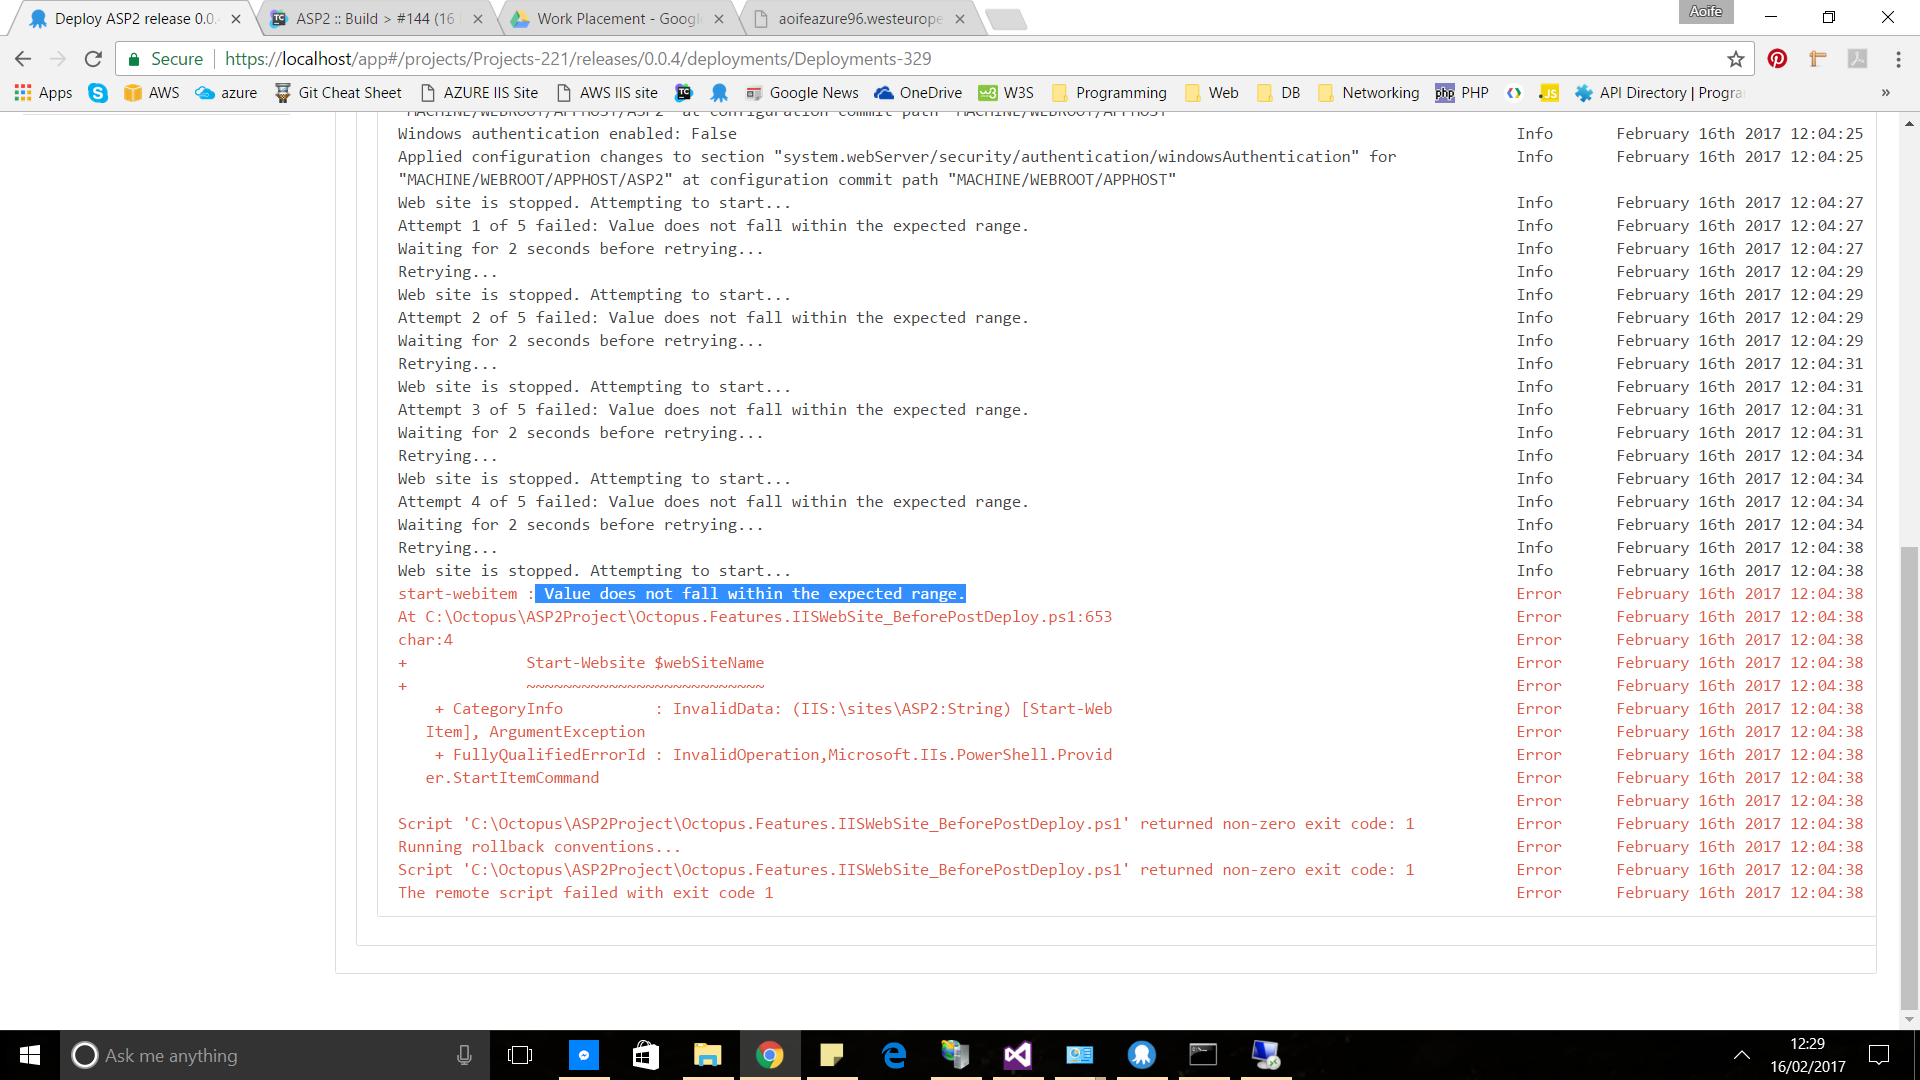 Aoife
Deploy ASP2 release 0.0.
ASP2 :: Build > #144 (16
Work Placement - Google
aoifeazure96.westeurope
Secure
https://localhost/app#/projects/Projects-221/releases/0.0.4/deployments/Deployments-329
Apps
AWS
azure
Git Cheat Sheet
AZURE IIS Site
AWS IIS site
Google News
OneDrive
W3S
Programming
Web
DB
Networking
php PHP
API Directory | Progra
»
"MACHINE/WEBROOT/APPHOST/ASP2" at configuration commit path "MACHINE/WEBROOT/APPHOST"
Windows authentication enabled: False Info February 16th 2017 12:04:25
Applied configuration changes to section "system.webServer/security/authentication/windowsAuthentication" for Info February 16th 2017 12:04:25
"MACHINE/WEBROOT/APPHOST/ASP2" at configuration commit path "MACHINE/WEBROOT/APPHOST"
Web site is stopped. Attempting to start... Info February 16th 2017 12:04:27
Attempt 1 of 5 failed: Value does not fall within the expected range. Info February 16th 2017 12:04:27
Waiting for 2 seconds before retrying... Info February 16th 2017 12:04:27
Retrying... Info February 16th 2017 12:04:29
Web site is stopped. Attempting to start... Info February 16th 2017 12:04:29
Attempt 2 of 5 failed: Value does not fall within the expected range. Info February 16th 2017 12:04:29
Waiting for 2 seconds before retrying... Info February 16th 2017 12:04:29
Retrying... Info February 16th 2017 12:04:31
Web site is stopped. Attempting to start... Info February 16th 2017 12:04:31
Attempt 3 of 5 failed: Value does not fall within the expected range. Info February 16th 2017 12:04:31
Waiting for 2 seconds before retrying... Info February 16th 2017 12:04:31
Retrying... Info February 16th 2017 12:04:34
Web site is stopped. Attempting to start... Info February 16th 2017 12:04:34
Attempt 4 of 5 failed: Value does not fall within the expected range. Info February 16th 2017 12:04:34
Waiting for 2 seconds before retrying... Info February 16th 2017 12:04:34
Retrying... Info February 16th 2017 12:04:38
Web site is stopped. Attempting to start... Info February 16th 2017 12:04:38
start-webitem : Value does not fall within the expected range. Error February 16th 2017 12:04:38
At C:\Octopus\ASP2Project\Octopus.Features.IISWebSite_BeforePostDeploy.ps1:653 Error February 16th 2017 12:04:38
char:4 Error February 16th 2017 12:04:38
+ Start-Website $webSiteName Error February 16th 2017 12:04:38
+ ~~~~~~~~~~~~~~~~~~~~~~~~~~ Error February 16th 2017 12:04:38
+ CategoryInfo : InvalidData: (IIS:\sites\ASP2:String) [Start-Web Error February 16th 2017 12:04:38
Item], ArgumentException Error February 16th 2017 12:04:38
+ FullyQualifiedErrorId : InvalidOperation,Microsoft.IIs.PowerShell.Provid Error February 16th 2017 12:04:38
er.StartItemCommand Error February 16th 2017 12:04:38
Error February 16th 2017 12:04:38
Script 'C:\Octopus\ASP2Project\Octopus.Features.IISWebSite_BeforePostDeploy.ps1' returned non-zero exit code: 1 Error February 16th 2017 12:04:38
Running rollback conventions... Error February 16th 2017 12:04:38
Script 'C:\Octopus\ASP2Project\Octopus.Features.IISWebSite_BeforePostDeploy.ps1' returned non-zero exit code: 1 Error February 16th 2017 12:04:38
The remote script failed with exit code 1 Error February 16th 2017 12:04:38
Ask me anything
12:29
16/02/2017